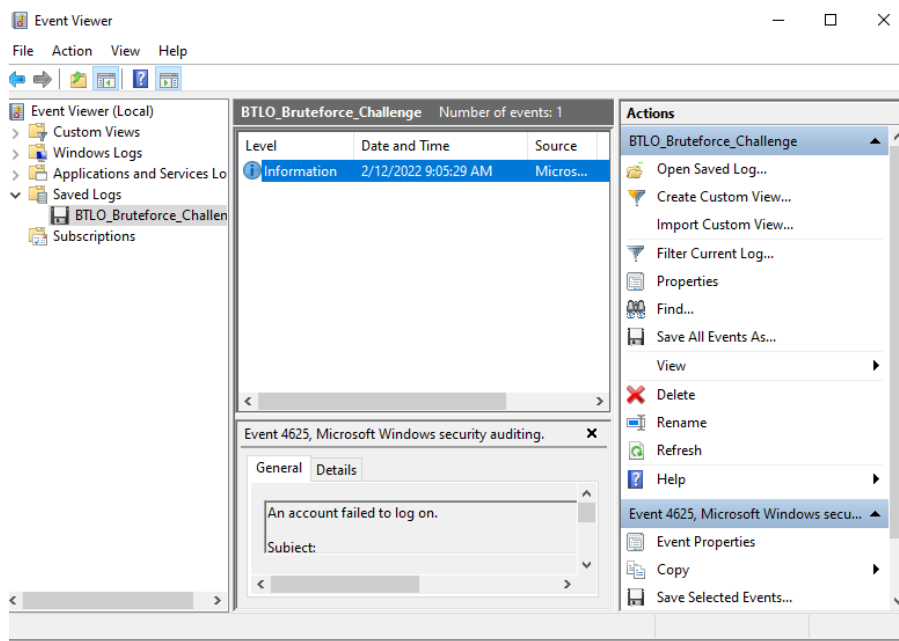 Event Viewer
File Action View Help
Event Viewer (Local)
Custom Views
Windows Logs
Applications and Services Lo
Saved Logs
BTLO_Bruteforce_Challen
Subscriptions
BTLO_Bruteforce_Challenge Number of events: 1
Level Date and Time Source
Information 2/12/2022 9:05:29 AM Micros...
Event 4625, Microsoft Windows security auditing.
General Details
An account failed to log on.
Subject:
Actions
BTLO_Bruteforce_Challenge
Open Saved Log...
Create Custom View...
Import Custom View...
Filter Current Log...
Properties
Find...
Save All Events As...
View
Delete
Rename
Refresh
Help
Event 4625, Microsoft Windows secu...
Event Properties
Copy
Save Selected Events...